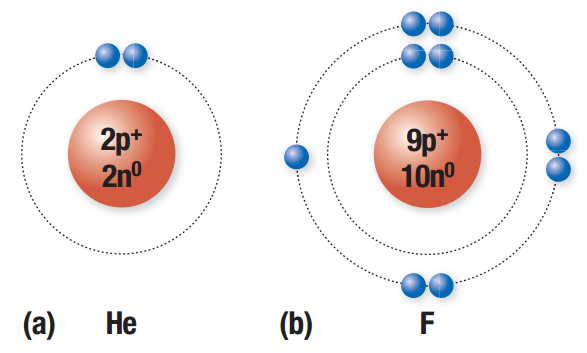 2p⁺
2n⁰
9p⁺
10n⁰
(a) He
(b) F